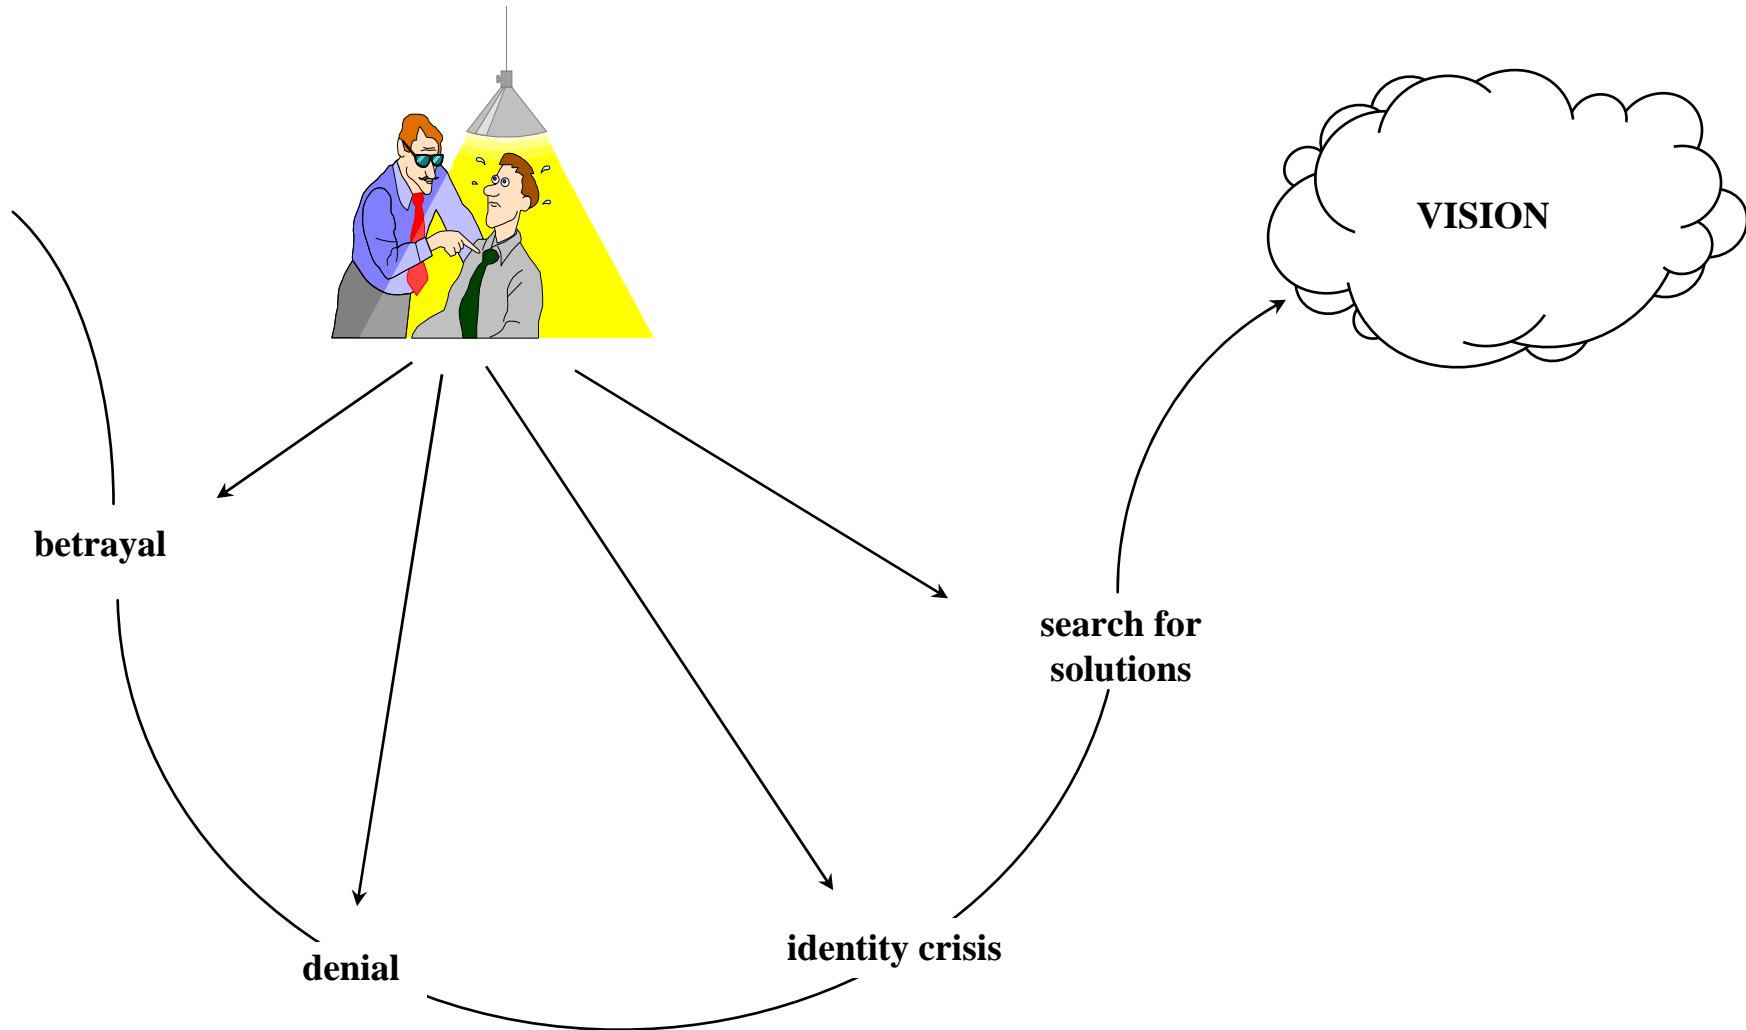 VISION
betrayal
search for
solutions
identity crisis
denial